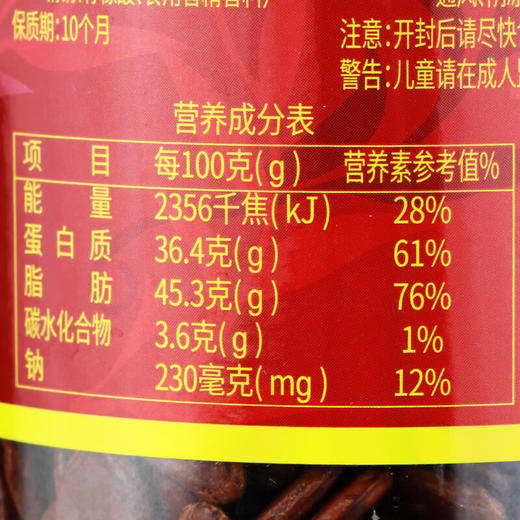 保质期:10个月
注意:开封后请尽快
警告:儿童请在成人
营养成分表
项 目 每100克(g) 营养素参考值%
能 量 2356千焦(kJ) 28%
蛋白质 36.4克(g) 61%
脂 肪 45.3克(g) 76%
碳水化合物 3.6克(g) 1%
钠 230毫克(mg) 12%